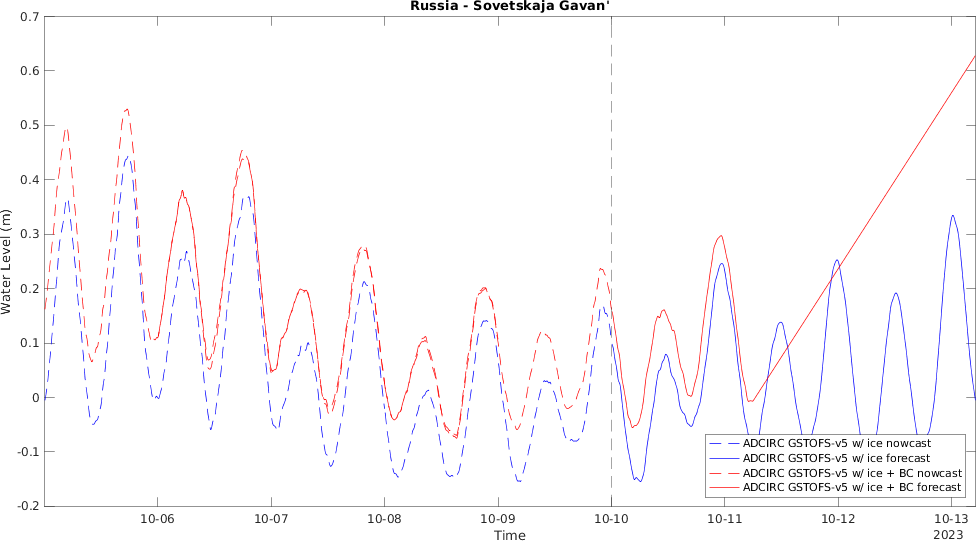 Russia - Sovetskaja Gavan'
0.7
0.6
0.5
0.4
0.3
0.2
0.1
0
-0.1
-0.2
Water Level (m)
10-06 10-07 10-08 10-09 10-10 10-11 10-12 10-13
2023
Time
ADCIRC GSTOFS-v5 w/ ice nowcast
ADCIRC GSTOFS-v5 w/ ice forecast
ADCIRC GSTOFS-v5 w/ ice + BC nowcast
ADCIRC GSTOFS-v5 w/ ice + BC forecast